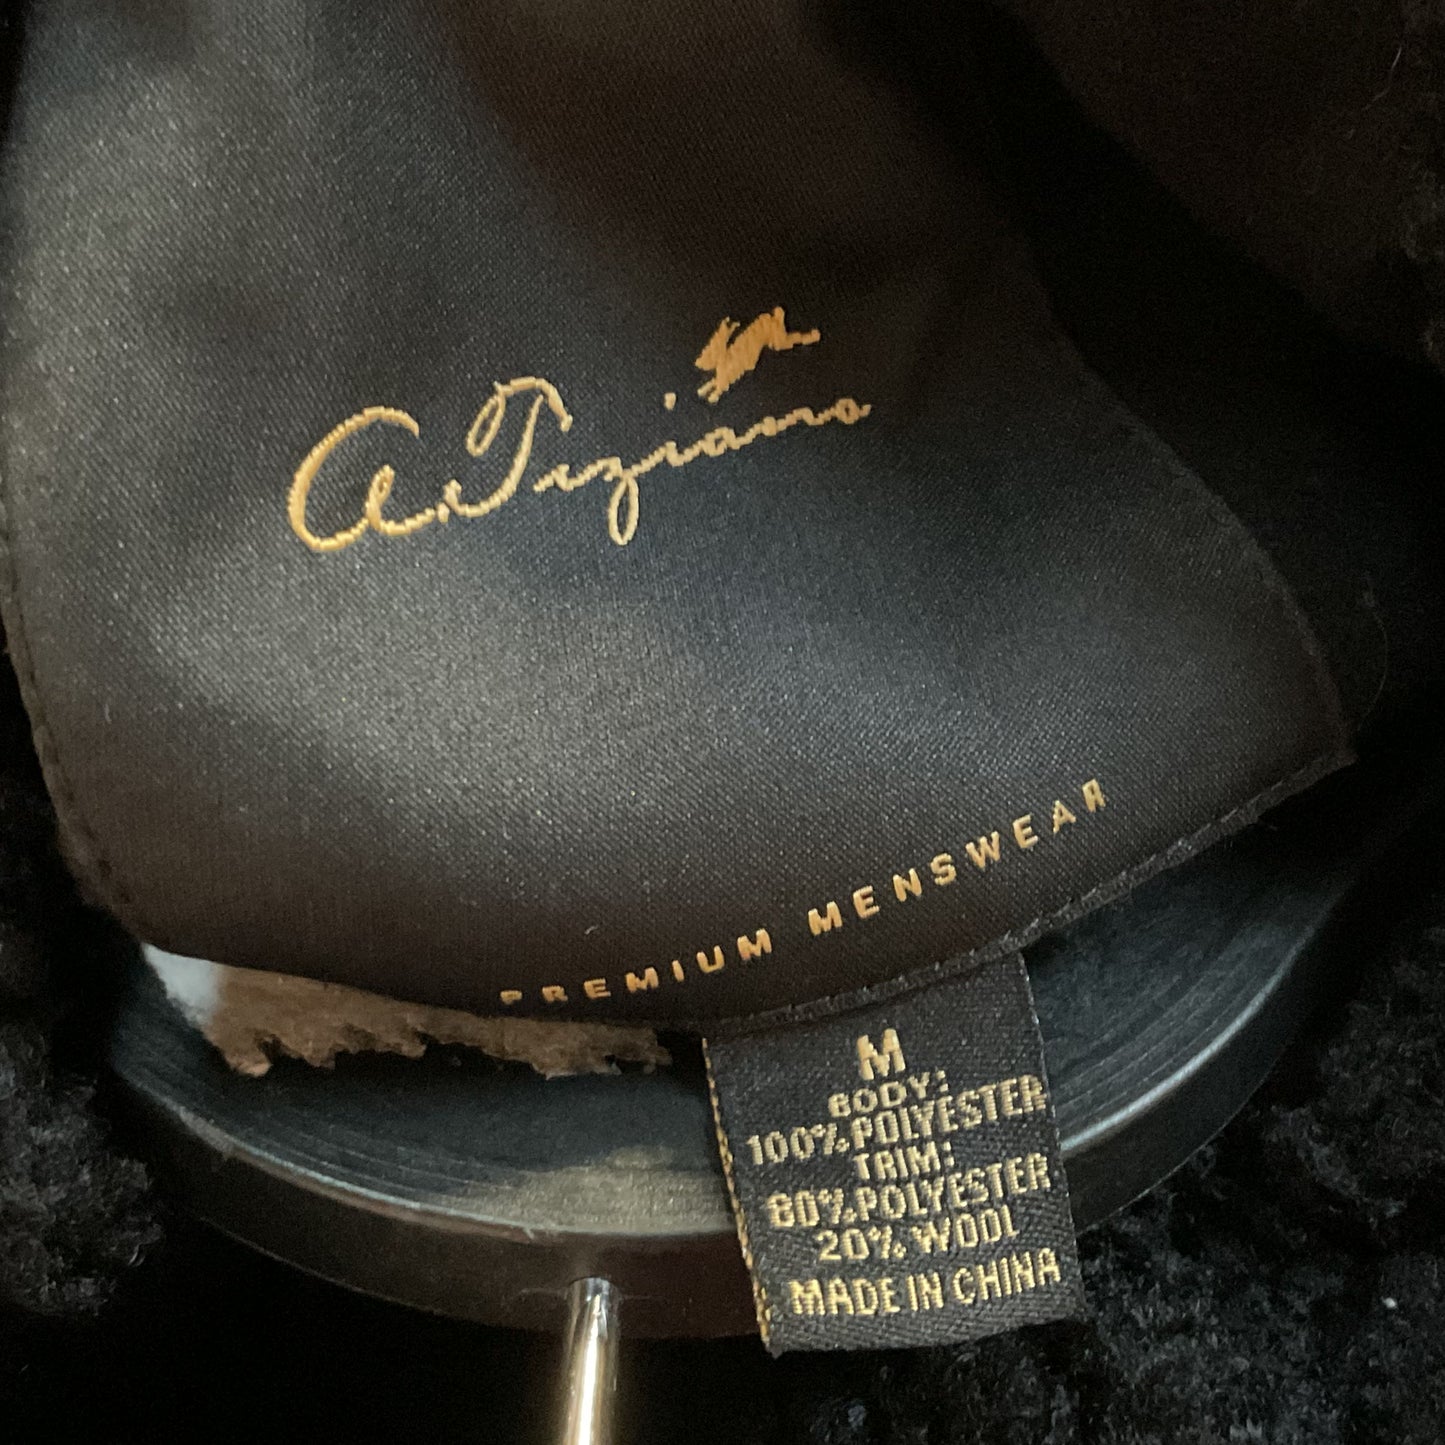 A. Tiziano
PREMIUM MENSWEAR
M
BODY:
100% POLYESTER
TRIM:
80% POLYESTER
20% WOOL
MADE IN CHINA